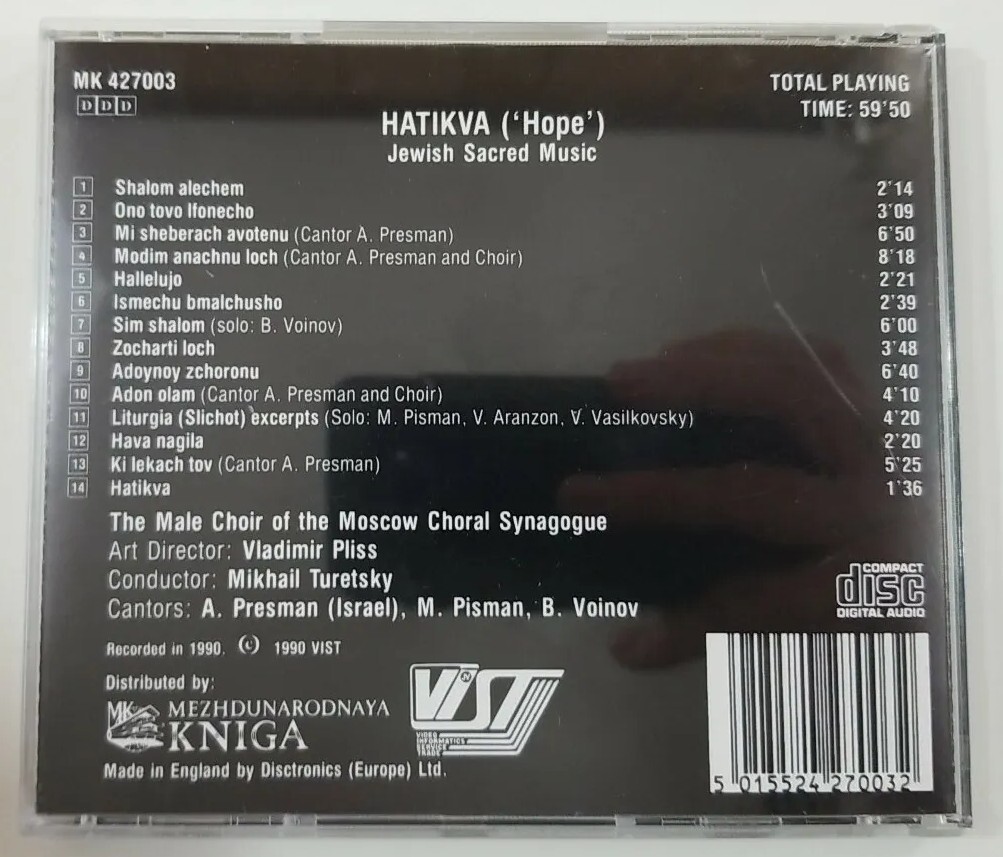 MK 427003
DDD
TOTAL PLAYING
TIME: 59'50
HATIKVA ('Hope')
Jewish Sacred Music
1 Shalom alechem 2'14
2 Ono tovo lfonecho 3'09
3 Mi sheberach avotenu (Cantor A. Presman) 6'50
4 Modim anachnu loch (Cantor A. Presman and Choir) 8'18
5 Hallelujo 2'21
6 Ismechu bmalchusho 2'39
7 Sim shalom (solo: B. Voinov) 6'00
8 Zocharti loch 3'48
9 Adoynoy zchoronu 6'40
10 Adon olam (Cantor A. Presman and Choir) 4'10
11 Liturgia (Slichot) excerpts (Solo: M. Pisman, V. Aranzon, V. Vasilkovsky) 4'20
12 Hava nagila 2'20
13 Ki lekach tov (Cantor A. Presman) 5'25
14 Hatikva 1'36
The Male Choir of the Moscow Choral Synagogue
Art Director: Vladimir Pliss
Conductor: Mikhail Turetsky
Cantors: A. Presman (Israel), M. Pisman, B. Voinov
COMPACT
disc
DIGITAL AUDIO
Recorded in 1990. © 1990 VIST
Distributed by:
MK MEZHDUNARODNAYA
KNIGA
JV
ViST
VIDEO
INFORMATICS
SERVICE
TRADE
Made in England by Disctronics (Europe) Ltd.
5 015524 270032